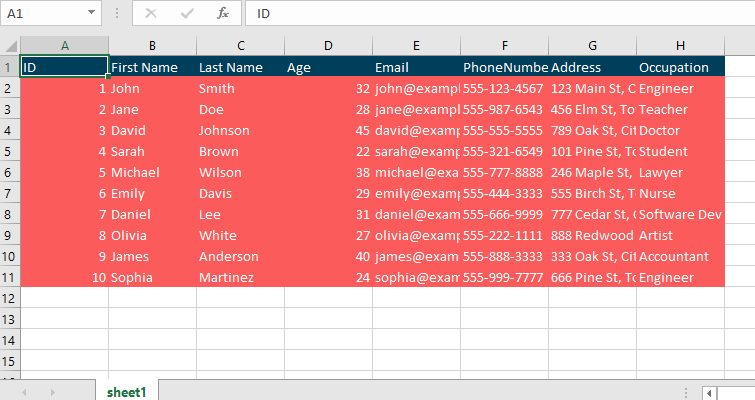 A1 fx ID
A B C D E F G H
1 ID First Name Last Name Age Email PhoneNumbe Address Occupation
2 1 John Smith 32 john@exampl 555-123-4567 123 Main St, C Engineer
3 2 Jane Doe 28 jane@exampl 555-987-6543 456 Elm St, To Teacher
4 3 David Johnson 45 david@examp 555-555-5555 789 Oak St, Cit Doctor
5 4 Sarah Brown 22 sarah@exam 555-321-6549 101 Pine St, To Student
6 5 Michael Wilson 38 michael@exa 555-777-8888 246 Maple St, Lawyer
7 6 Emily Davis 29 emily@examp 555-444-3333 555 Birch St, T Nurse
8 7 Daniel Lee 31 daniel@exam 555-666-9999 777 Cedar St, Software Dev
9 8 Olivia White 27 olivia@examp 555-222-1111 888 Redwood Artist
10 9 James Anderson 40 james@exam 555-888-3333 333 Oak St, Cit Accountant
11 10 Sophia Martinez 24 sophia@exam 555-999-7777 666 Pine St, To Engineer
12
13
14
15
sheet1